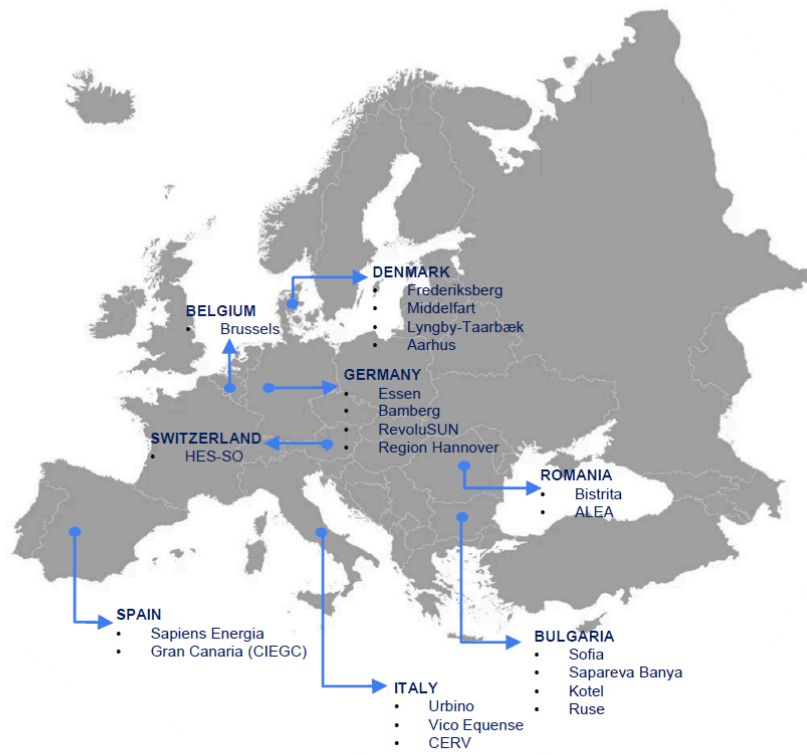 DENMARK
• Frederiksberg
• Middelfart
• Lyngby-Taarbæk
• Aarhus
BELGIUM
• Brussels
GERMANY
• Essen
• Bamberg
• RevoluSUN
• Region Hannover
SWITZERLAND
• HES-SO
ROMANIA
• Bistrita
• ALEA
SPAIN
• Sapiens Energia
• Gran Canaria (CIEGC)
BULGARIA
• Sofia
• Sapareva Banya
• Kotel
• Ruse
ITALY
• Urbino
• Vico Equense
• CERV